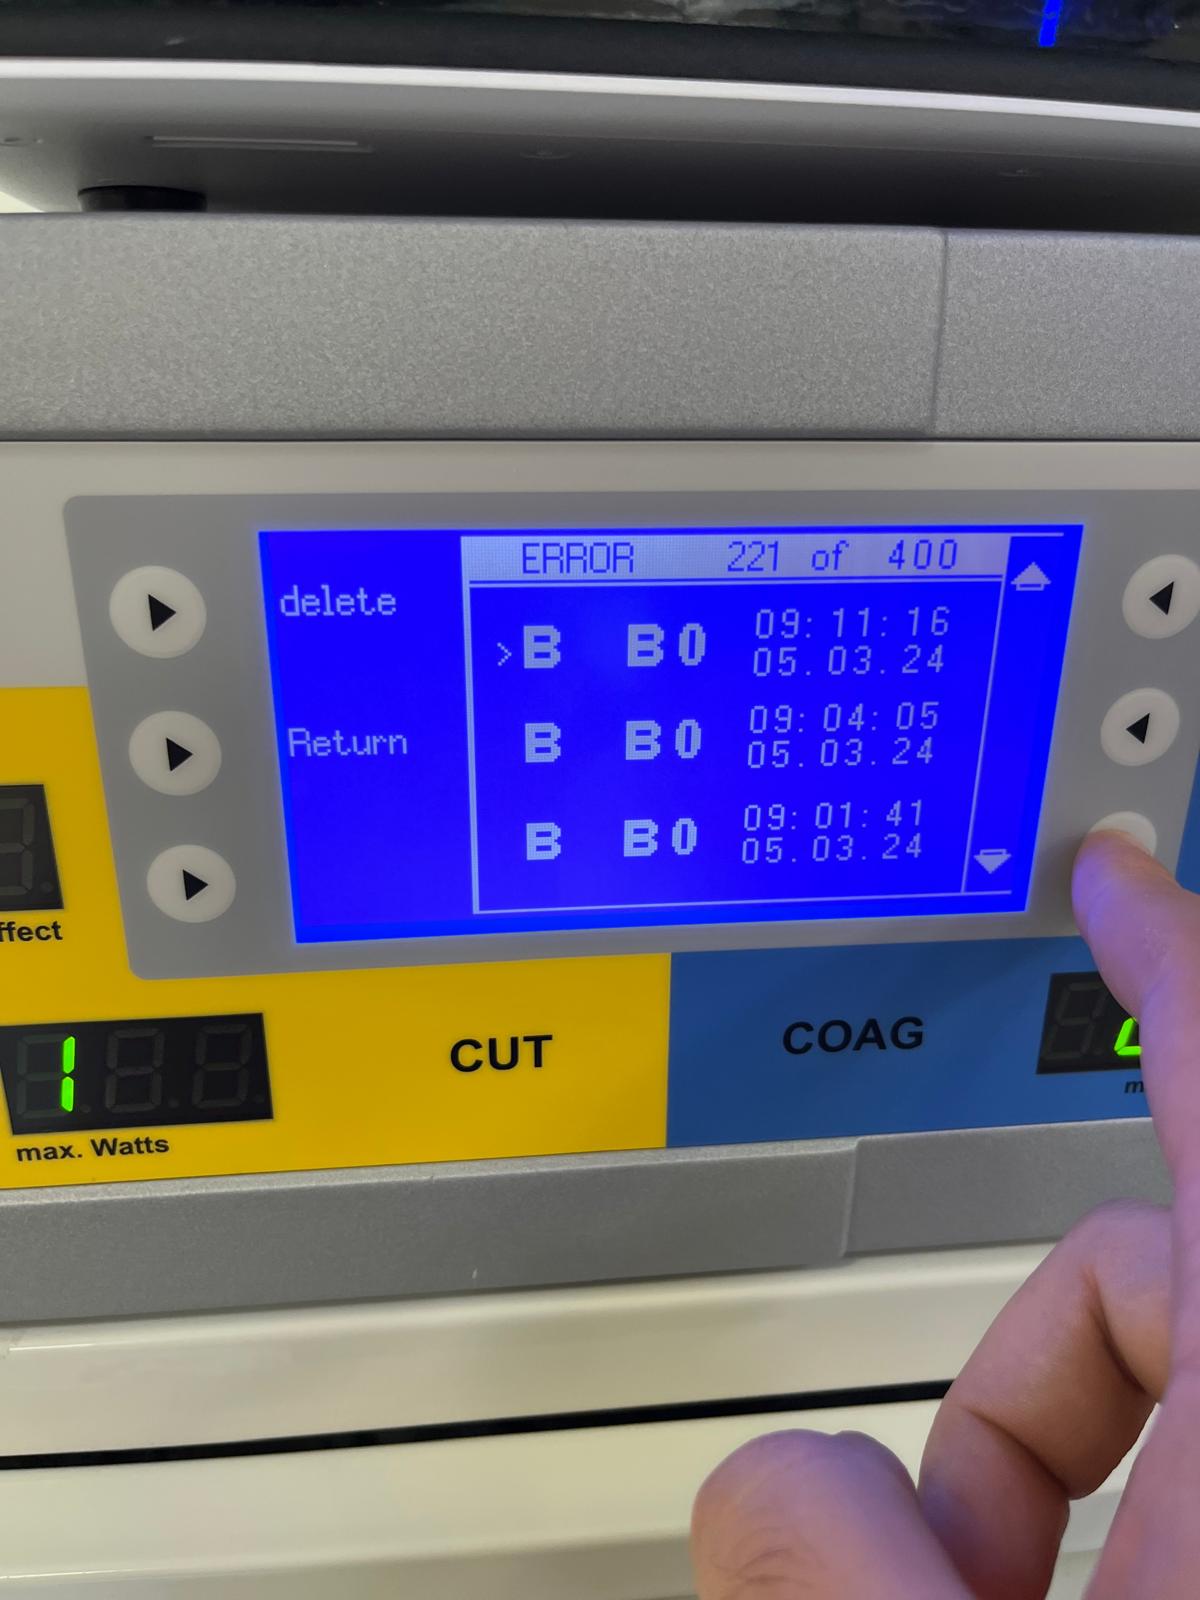 ERROR 221 of 400
delete
>B B0 09:11:16
05.03.24
Return
B B0 09:04:05
05.03.24
B B0 09:01:41
05.03.24
ffect
CUT
COAG
1
max. Watts
m